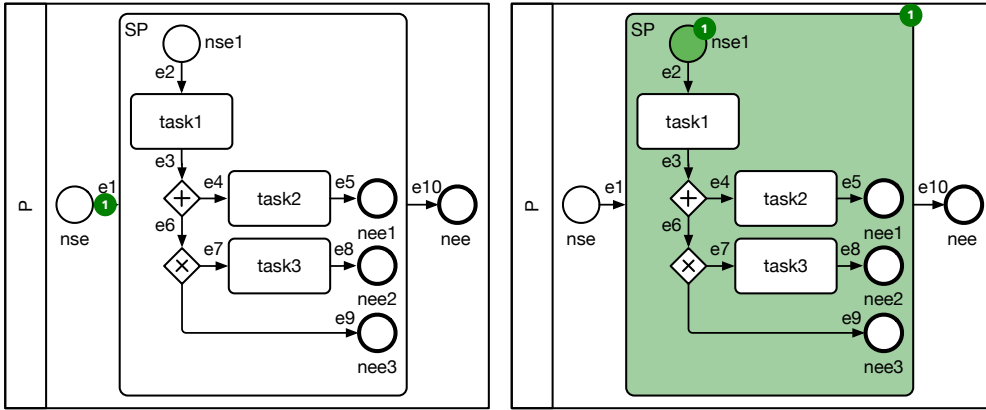 SP
nse1
e2
task1
e3
e4
task2
e5
nee1
e1
1
nse
P
e10
nee
e6
e7
task3
e8
nee2
e9
nee3
1
SP
1
nse1
e2
task1
e3
e4
task2
e5
nee1
e1
nse
P
e10
nee
e6
e7
task3
e8
nee2
e9
nee3